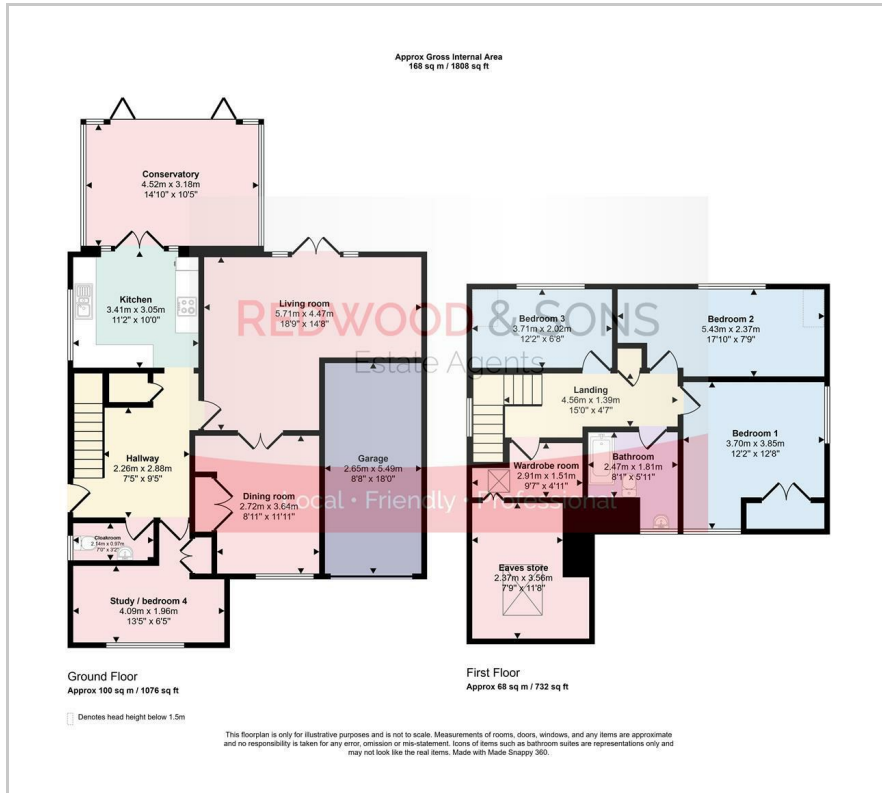 Approx Gross Internal Area
168 sq m / 1808 sq ft
Conservatory
4.52m x 3.18m
14'10" x 10'5"
Kitchen
3.41m x 3.05m
11'2" x 10'0"
Living room
5.71m x 4.47m
18'9" x 14'8"
Hallway
2.26m x 2.88m
7'5" x 9'5"
Garage
2.65m x 5.49m
8'8" x 18'0"
Dining room
2.72m x 3.64m
8'11" x 11'11"
Cloakroom
2.14m x 0.97m
7'0" x 3'2"
Study / bedroom 4
4.09m x 1.96m
13'5" x 6'5"
Ground Floor
Approx 100 sq m / 1076 sq ft
Denotes head height below 1.5m
Bedroom 3
3.71m x 2.02m
12'2" x 6'8"
Bedroom 2
5.43m x 2.37m
17'10" x 7'9"
Landing
4.56m x 1.39m
15'0" x 4'7"
Bedroom 1
3.70m x 3.85m
12'2" x 12'8"
Bathroom
2.47m x 1.81m
8'1" x 5'11"
Wardrobe room
2.91m x 1.51m
9'7" x 4'11"
Eaves store
2.37m x 3.56m
7'9" x 11'8"
First Floor
Approx 68 sq m / 732 sq ft
REDWOOD & SONS
Estate Agents
Local • Friendly • Professional
This floorplan is only for illustrative purposes and is not to scale. Measurements of rooms, doors, windows, and any items are approximate
and no responsibility is taken for any error, omission or mis-statement. Icons of items such as bathroom suites are representations only and
may not look like the real items. Made with Made Snappy 360.